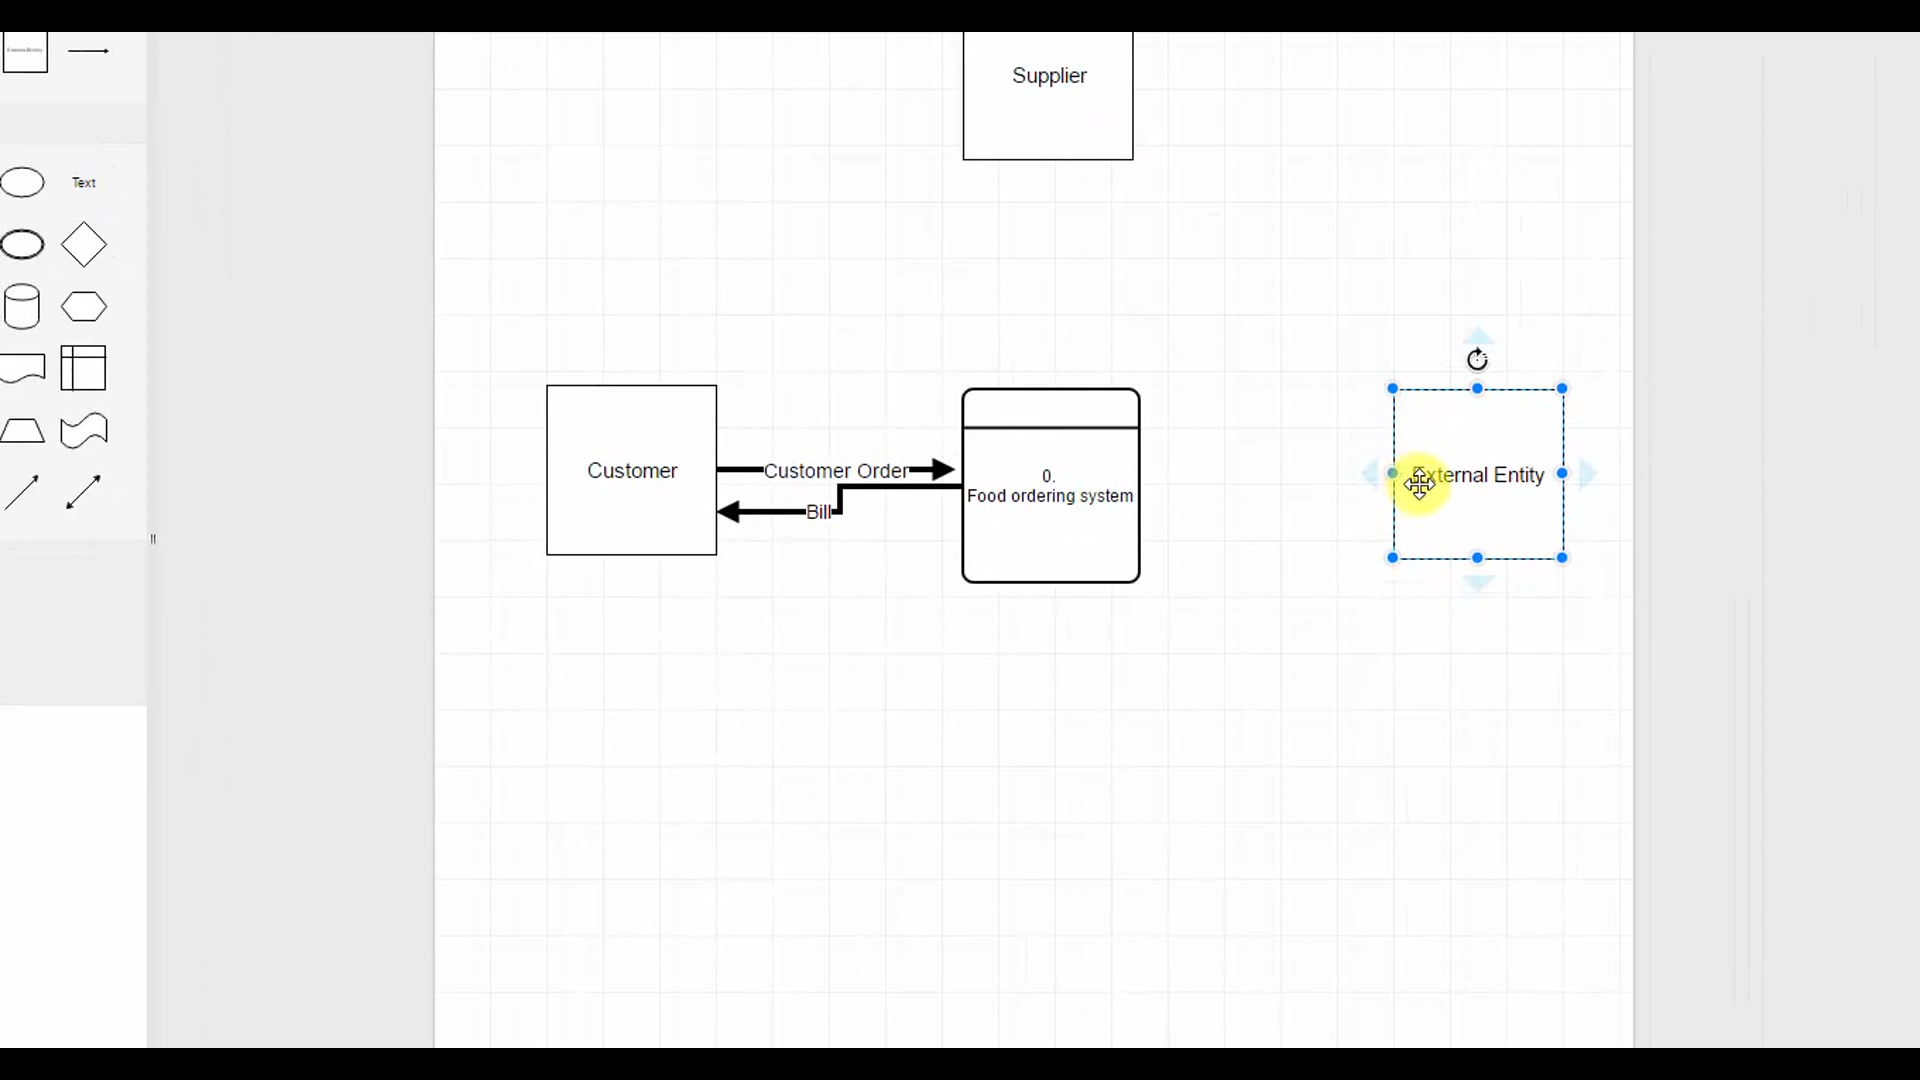 Supplier
Text
Customer
Customer Order
Bill
0.
Food ordering system
External Entity